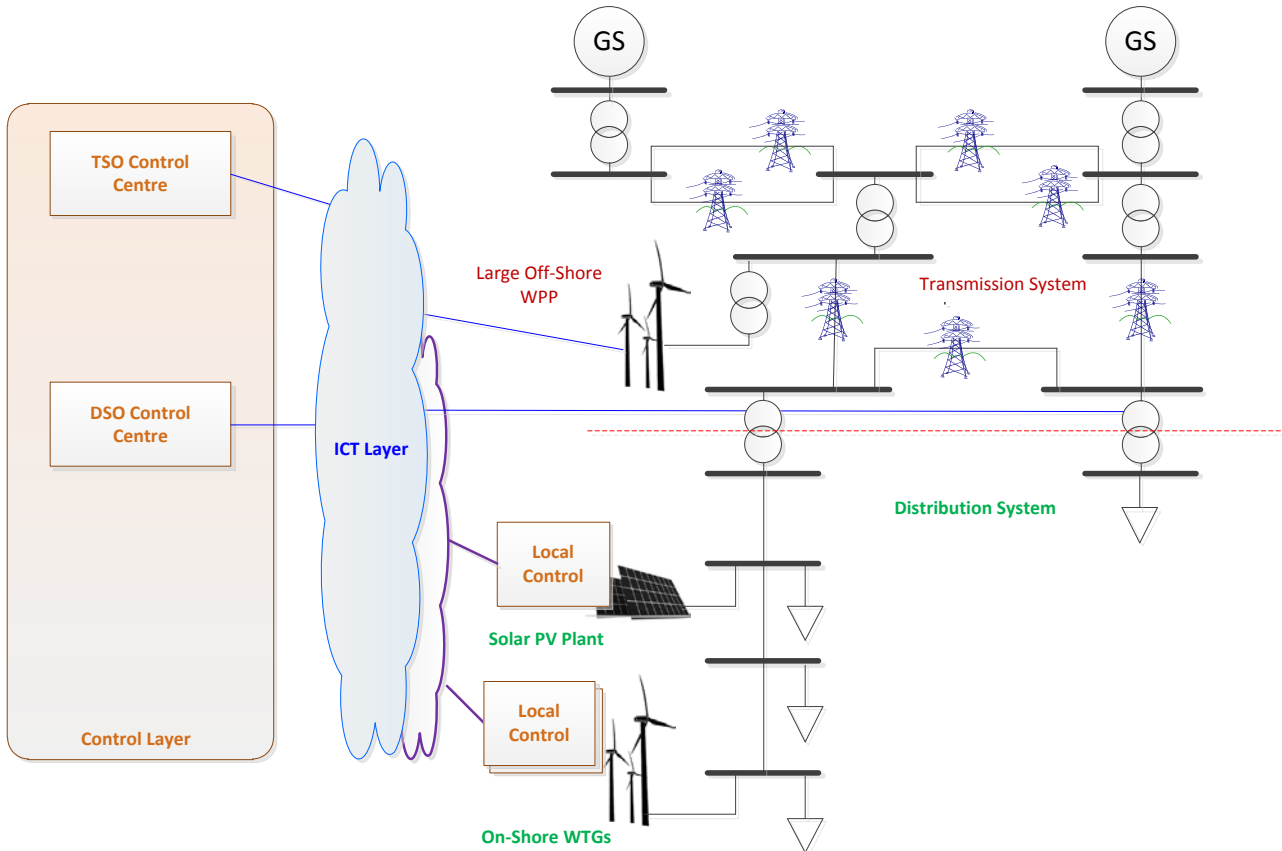 GS
GS
TSO Control
Centre
Large Off-Shore
WPP
Transmission System
DSO Control
Centre
ICT Layer
Distribution System
Local
Control
Solar PV Plant
Local
Control
Control Layer
On-Shore WTGs